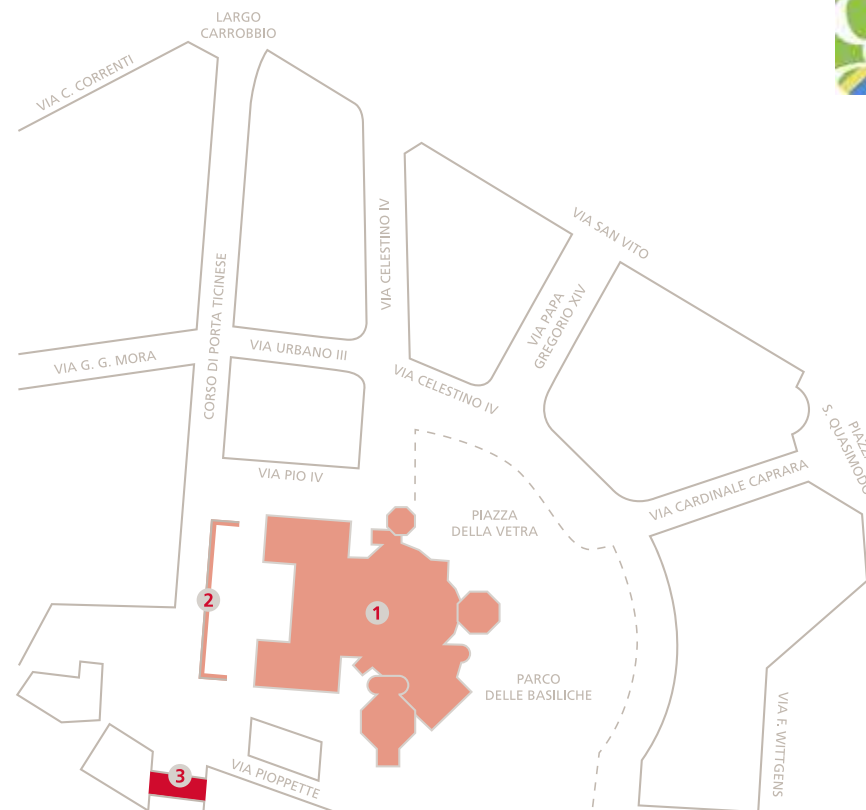 LARGO
CARROBBIO
VIA C. CORRENTI
VIA SAN VITO
VIA CELESTINO IV
CORSO DI PORTA TICINESE
VIA PAPA
GREGORIO XIV
VIA G. G. MORA
VIA URBANO III
VIA CELESTINO IV
S. QUASIMODO
VIA PIO IV
VIA CARDINALE CAPRARA
PIAZZA
DELLA VETRA
2
1
PARCO
DELLE BASILICHE
VIA F. WITTGENS
3
VIA PIOPPETTE